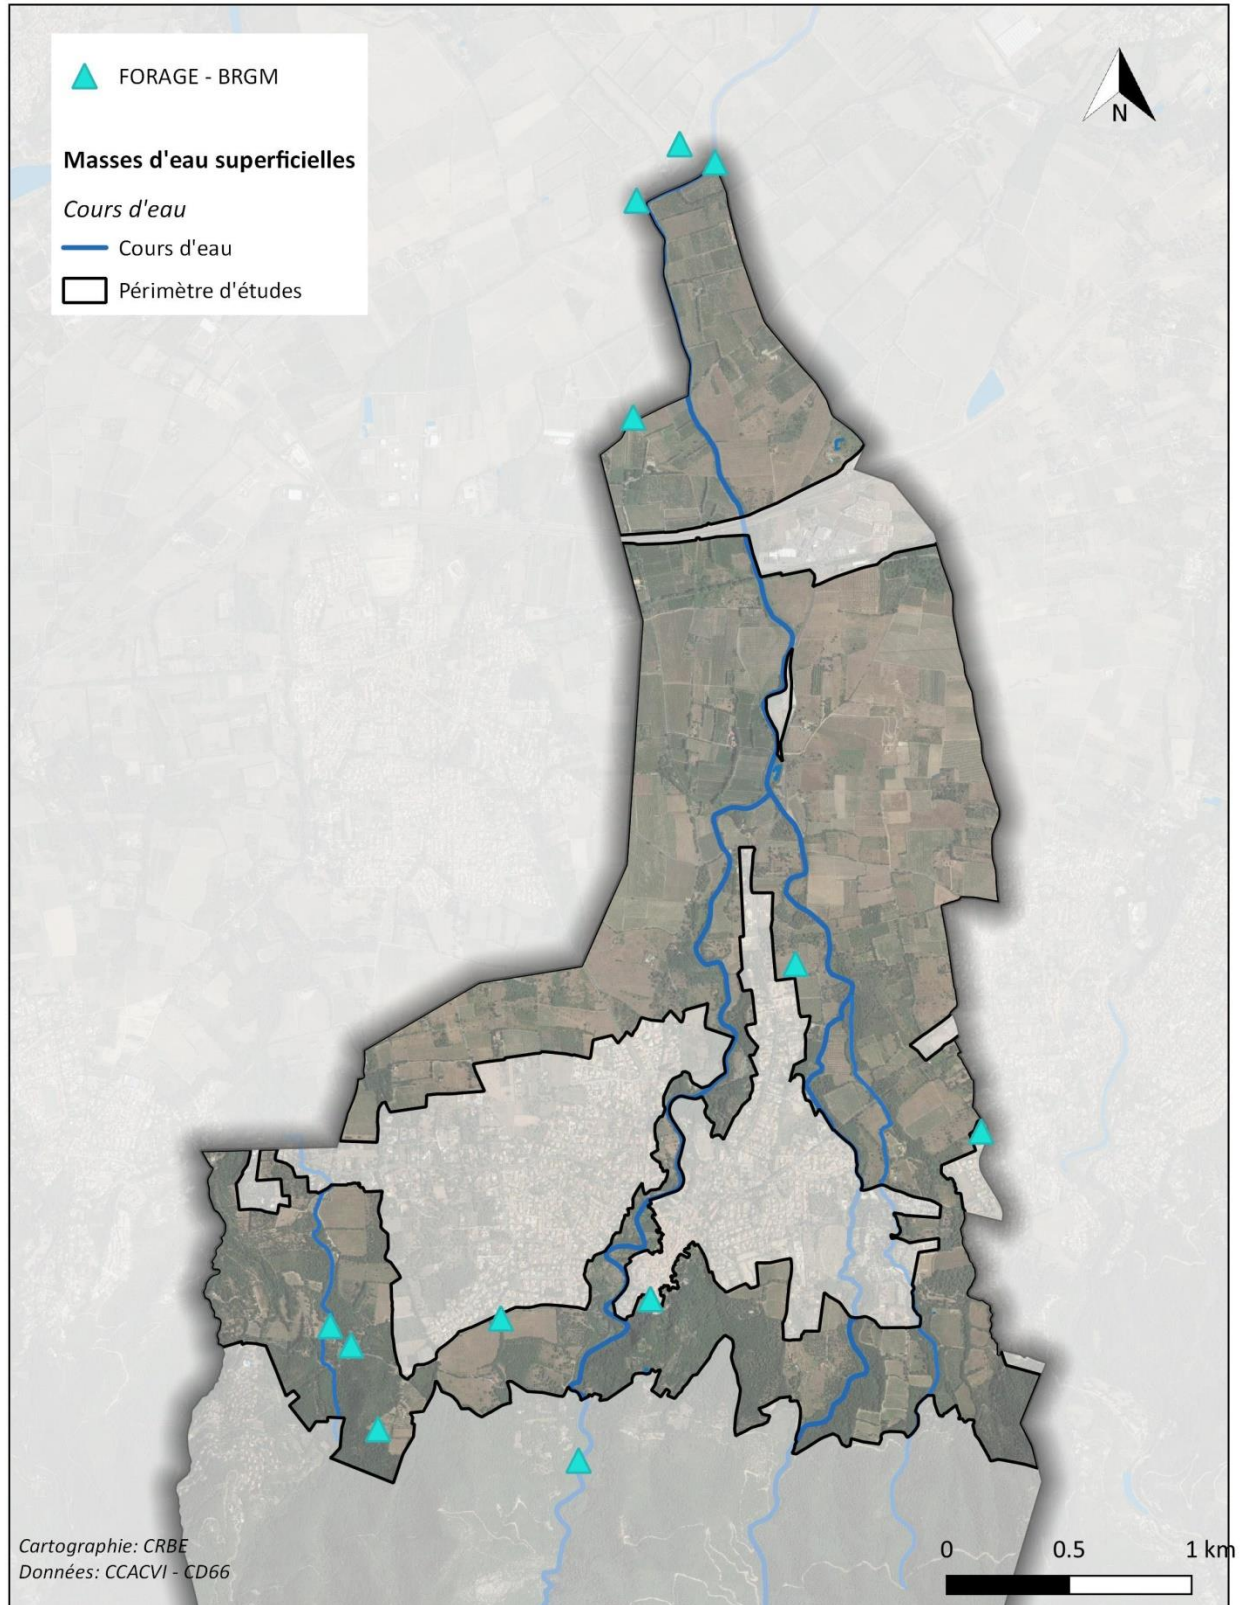 FORAGE - BRGM
N
Masses d'eau superficielles
Cours d'eau
Cours d'eau
Périmètre d'études
Cartographie: CRBE
Données: CCACVI - CD66
0 0.5 1 km